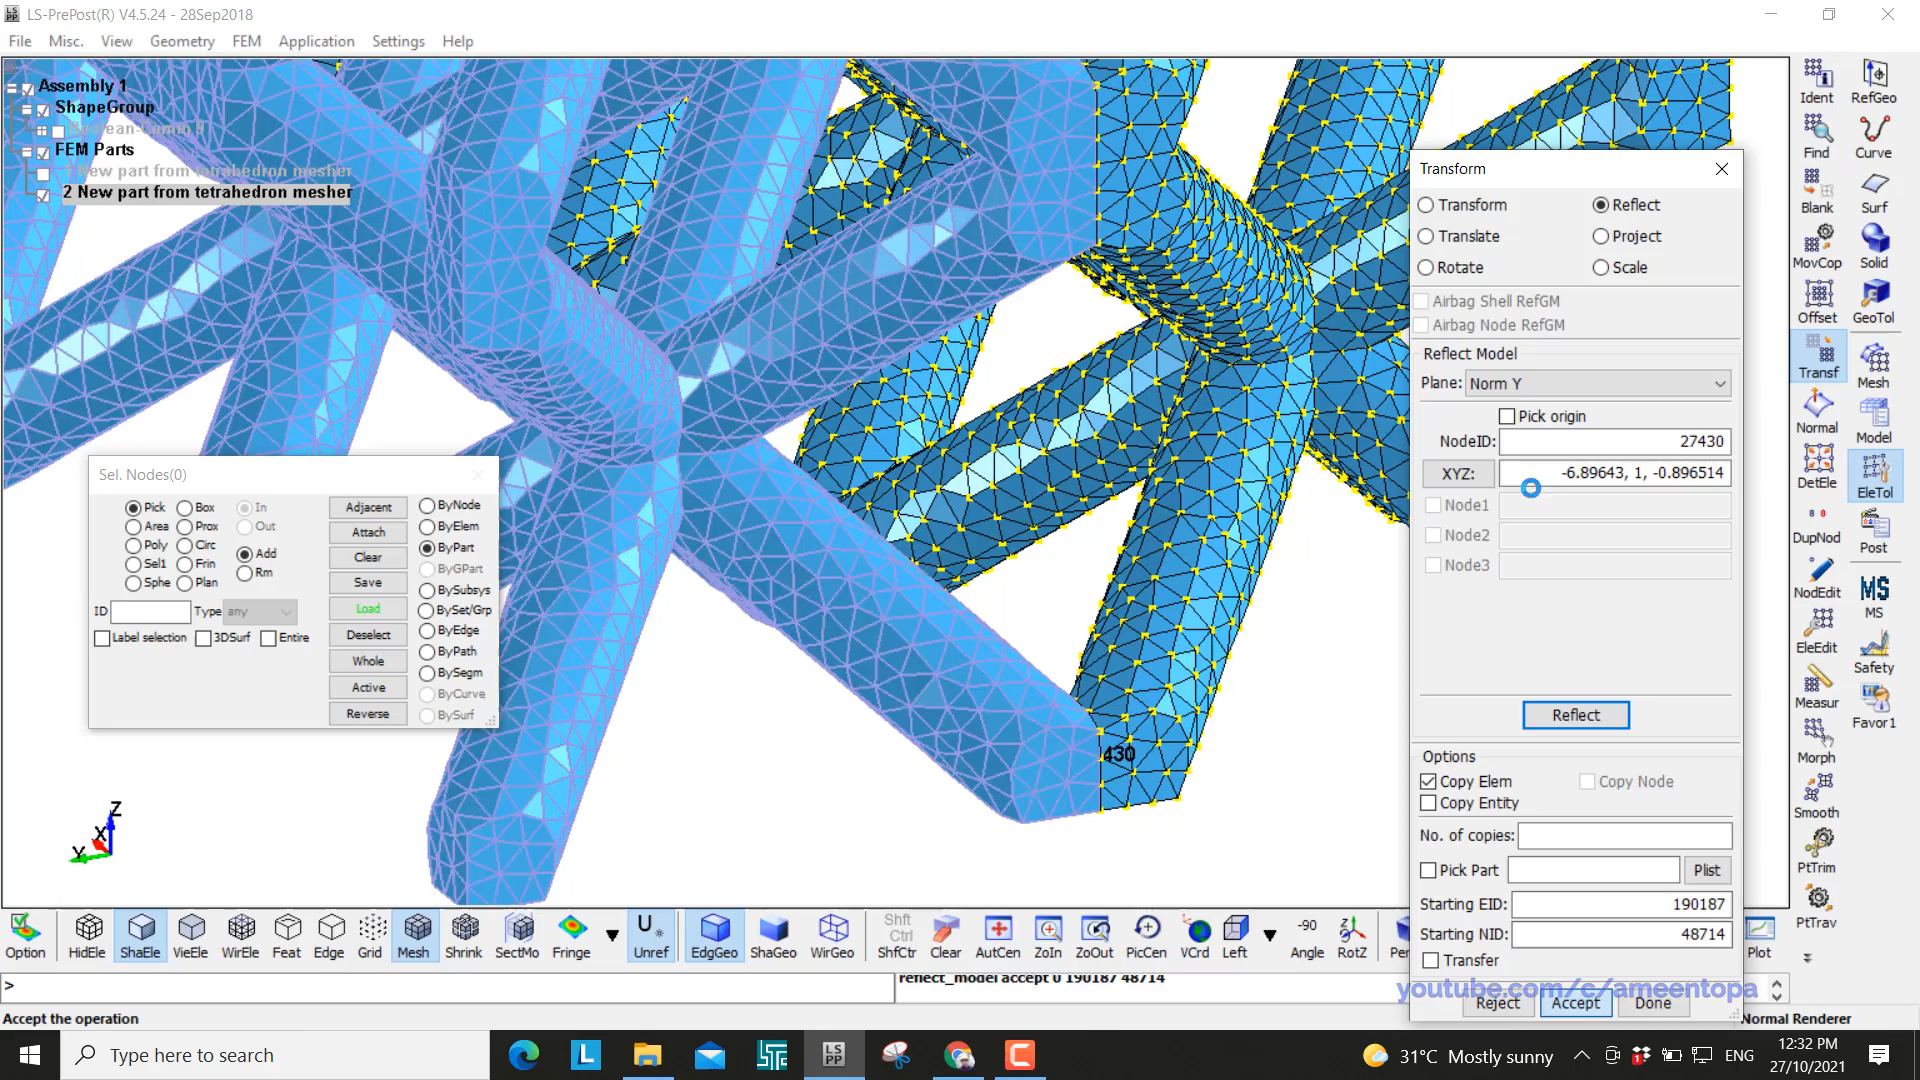 LS-PrePost(R) V4.5.24 - 28Sep2018
File Misc. View Geometry FEM Application Settings Help
Assembly 1
ShapeGroup
FEM Parts
1 New part from tetrahedron mesher
2 New part from tetrahedron mesher
Sel. Nodes(0)
Pick Box In
Area Prox Out
Poly Circ
Sel1 Frin Add
Sphe Plan Rm
ID Type any
Label selection 3DSurf Entire
Adjacent
Attach
Clear
Save
Load
Deselect
Whole
Active
Reverse
ByNode
ByElem
ByPart
ByGPart
BySubsys
BySet/Grp
ByEdge
ByPath
BySegm
ByCurve
BySurf
430
Z
X
Y
Transform
Transform Reflect
Translate Project
Rotate Scale
Airbag Shell RefGM
Airbag Node RefGM
Reflect Model
Plane: Norm Y
Pick origin
NodeID: 27430
XYZ: -6.89643, 1, -0.896514
Node1
Node2
Node3
Reflect
Options
Copy Elem Copy Node
Copy Entity
No. of copies:
Pick Part Plist
Starting EID: 190187
Starting NID: 48714
Transfer
Reject Accept Done
youtube.com/c/ameentopa
Ident RefGeo
Find Curve
Blank Surf
MovCop Solid
Offset GeoTol
Transf Mesh
Normal Model
DetEle EleTol
DupNod Post
NodEdit MS
MS
EleEdit Safety
Measur Favor1
Morph
Smooth
PtTrim
PtTrav
Option HidEle ShaEle VieEle WirEle Feat Edge Grid Mesh Shrink SectMo Fringe Unref EdgGeo ShaGeo WirGeo Shft Ctrl ShfCtr Clear AutCen ZoIn ZoOut PicCen VCrd Left -90 Angle RotZ Per Plot
>
reflect_model accept 0 190187 48714
Accept the operation
Normal Renderer
Type here to search
L
LS PP
31°C Mostly sunny
ENG
12:32 PM
27/10/2021